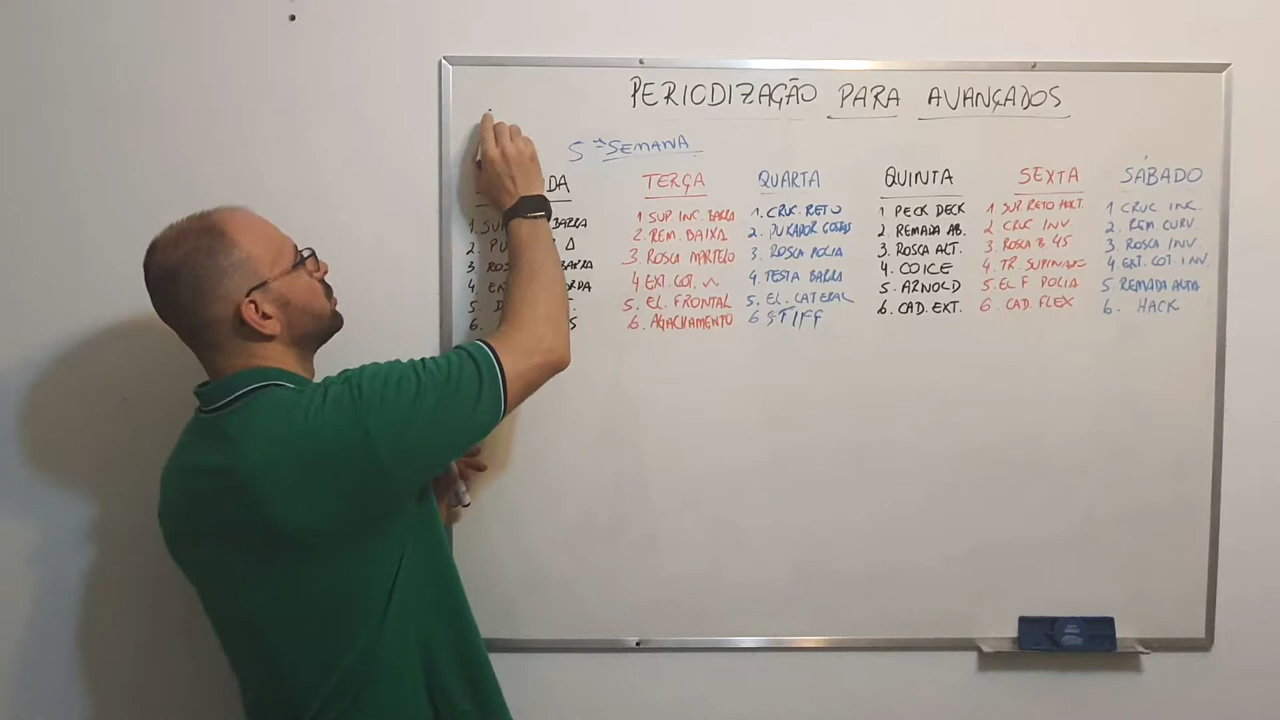 PERIODIZAÇÃO PARA AVANÇADOS
5ª SEMANA
DA
1. SUP BARRA
2. PU Δ
3. ROS BARRA
4. RDA
5.
6.
TERÇA
1 SUP. INC. BARRA
2. REM. BAIXA
3. ROSCA MARTELO
4 EXT. COT.
5. EL. FRONTAL
6. AGACHAMENTO
QUARTA
1. CRUC. RETO
2. PUXADOR COSTAS
3. ROSCA POLIA
4. TESTA BARRA
5. EL. LATERAL
6 STIFF
QUINTA
1 PECK DECK
2. REMADA AB.
3. ROSCA ALT.
4. COICE
5. ARNOLD
6. CAD. EXT.
SEXTA
1. SUP. RETO HALT.
2. CRUC INV.
3 ROSCA B 45
4. TR. SUPINADO
5. EL F POLIA
6. CAD. FLEX
SÁBADO
1 CRUC INC.
2. REM. CURV.
3. ROSCA INV.
4. EXT. COT. INV.
5. REMADA ALTA
6. HACK